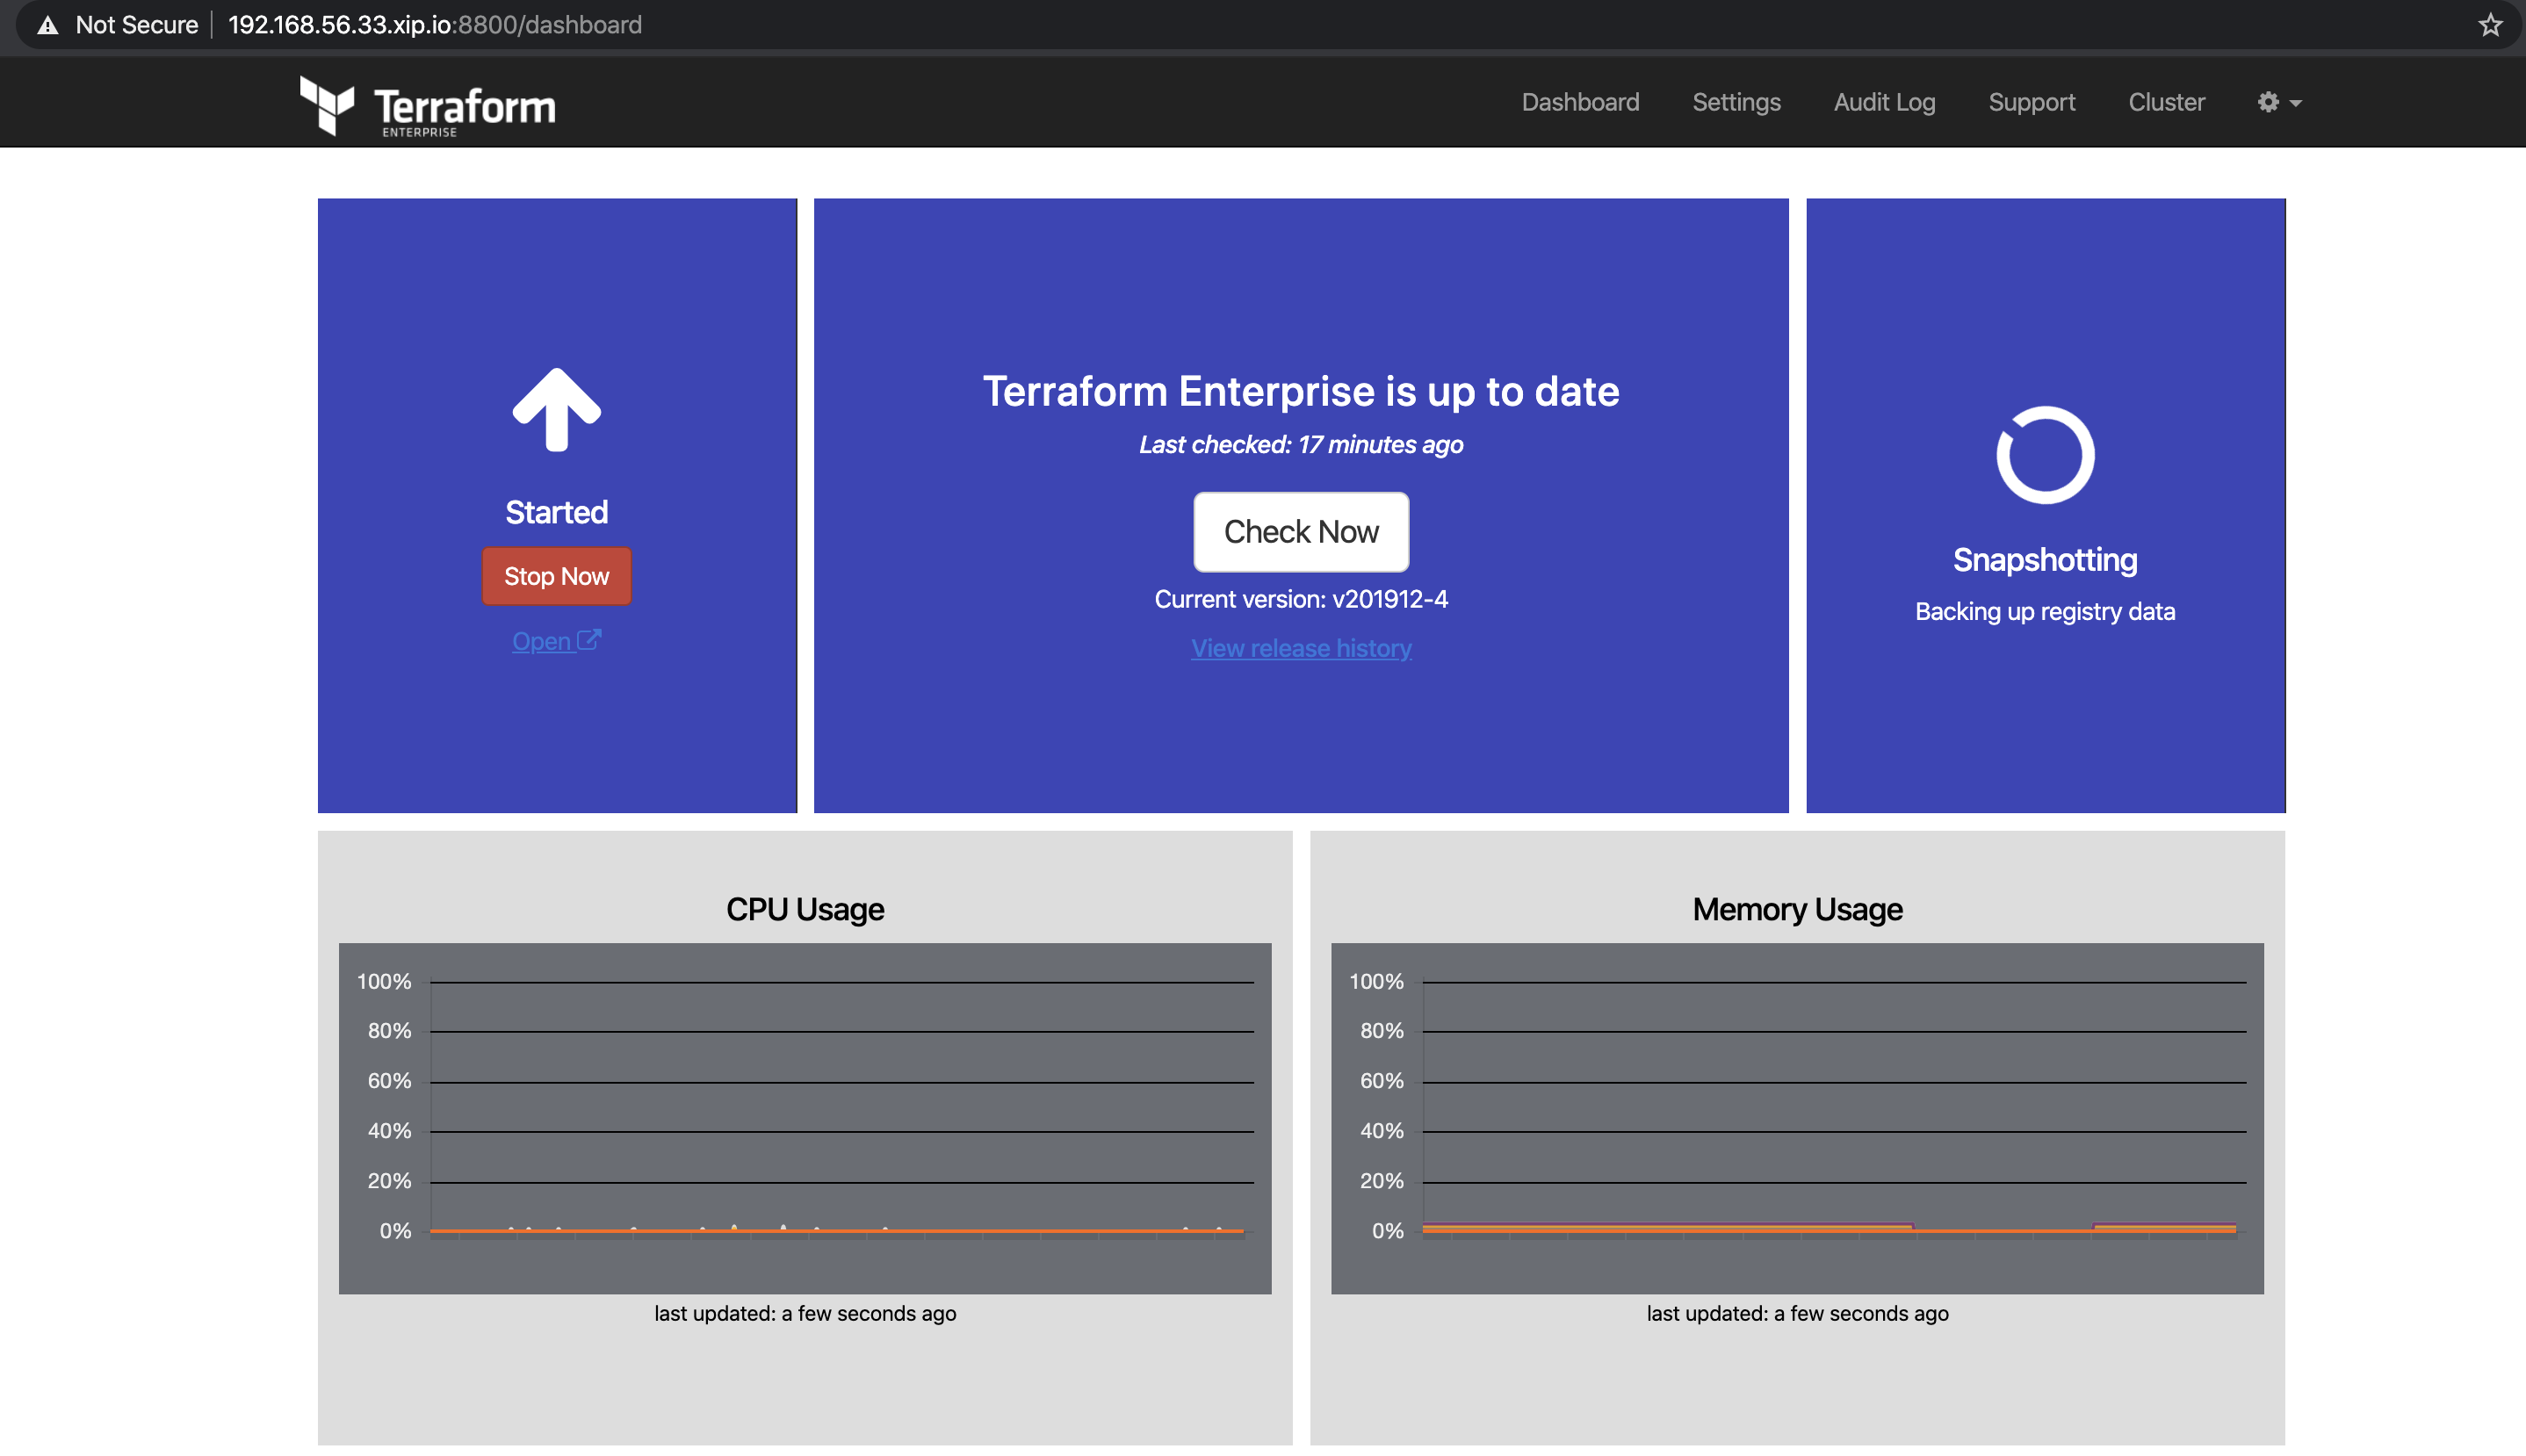 Not Secure | 192.168.56.33.xip.io:8800/dashboard
Terraform
ENTERPRISE
Dashboard Settings Audit Log Support Cluster
Started
Stop Now
Open
Terraform Enterprise is up to date
Last checked: 17 minutes ago
Check Now
Current version: v201912-4
View release history
Snapshotting
Backing up registry data
CPU Usage
100%
80%
60%
40%
20%
0%
last updated: a few seconds ago
Memory Usage
100%
80%
60%
40%
20%
0%
last updated: a few seconds ago